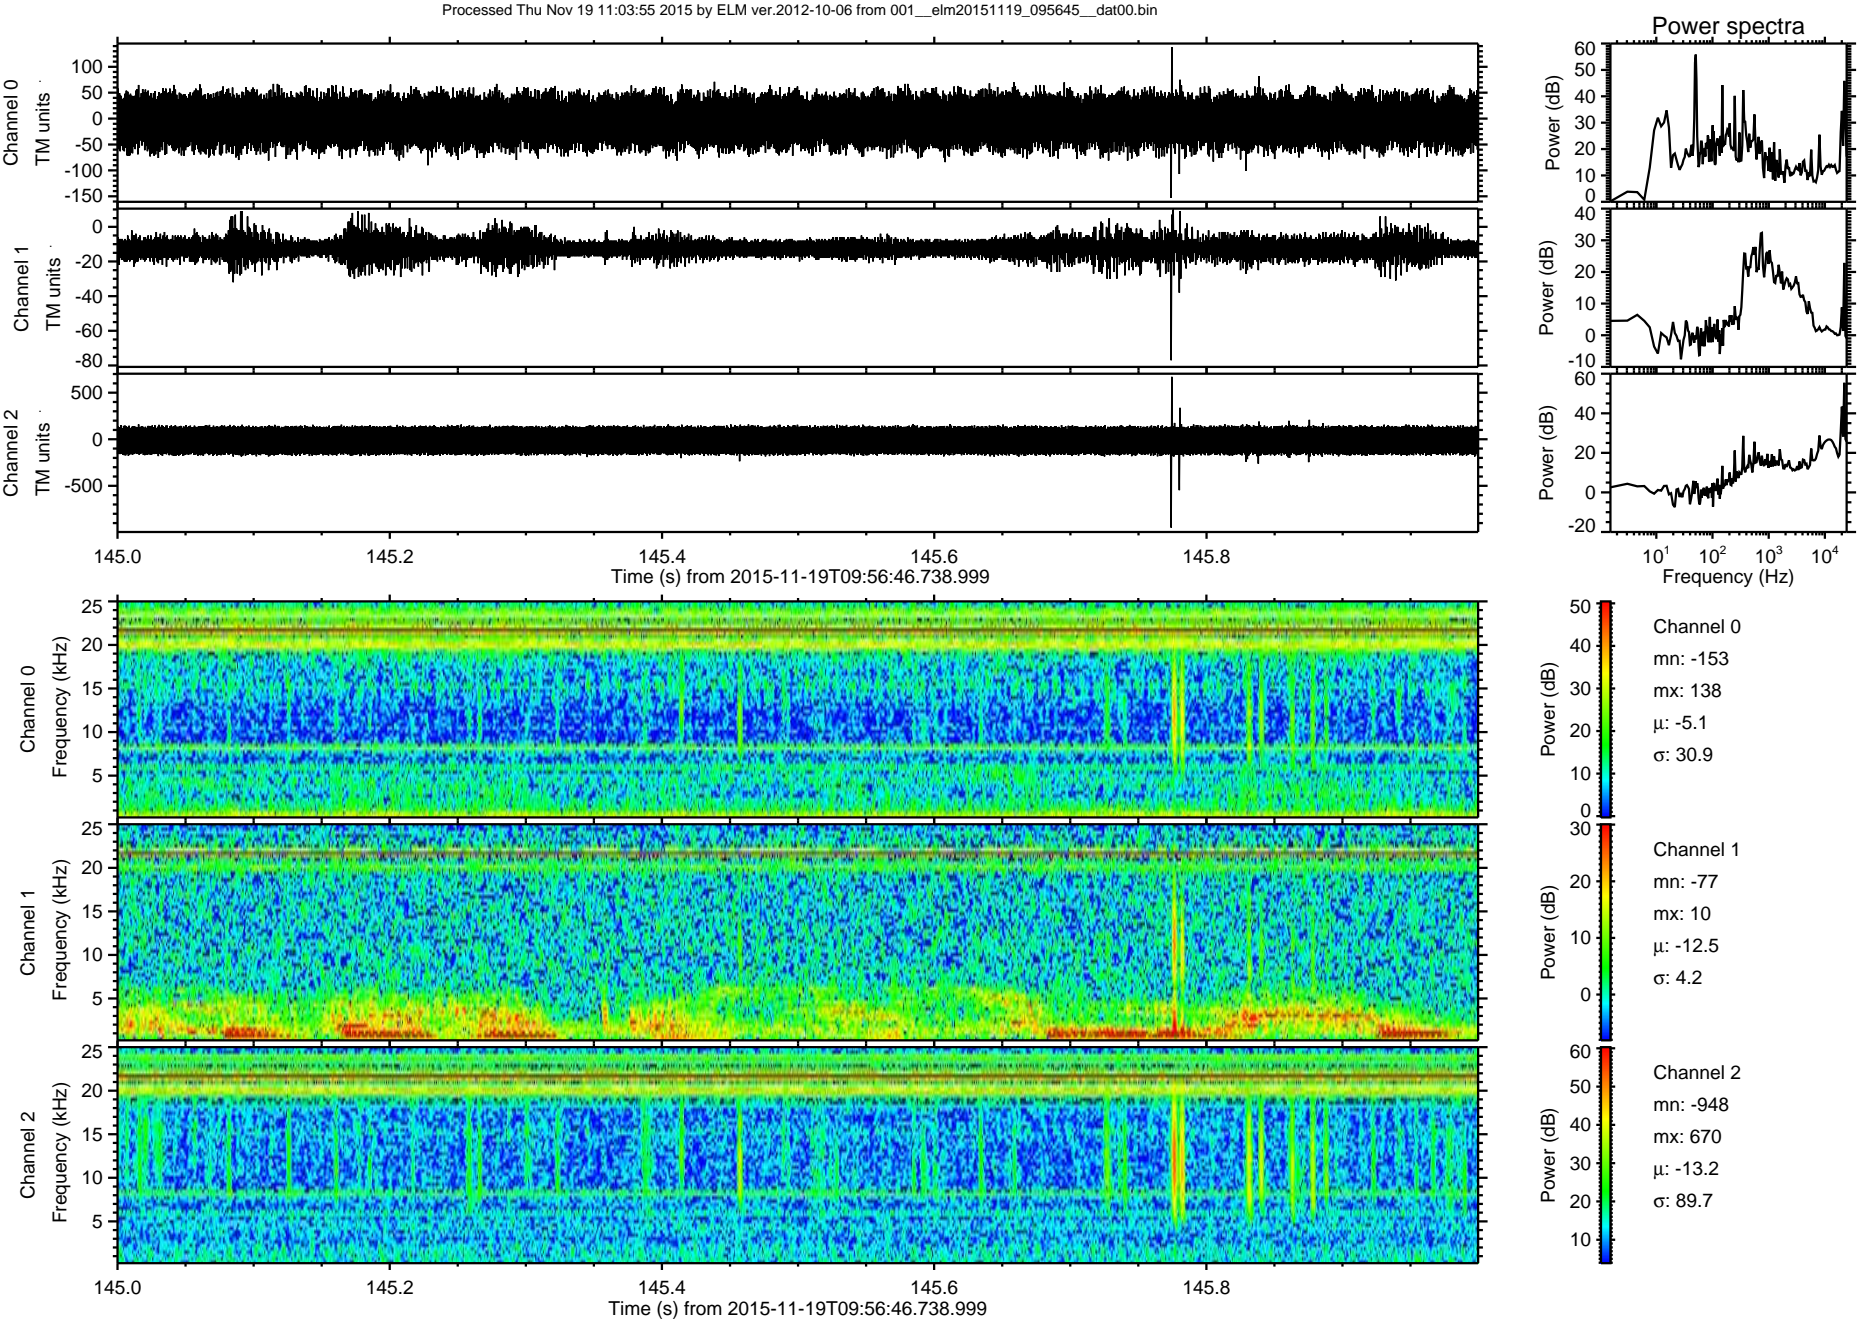 Processed Thu Nov 19 11:03:55 2015 by ELM ver.2012-10-06 from 001__elm20151119_095645__dat00.bin
Power spectra
Channel 0
TM units
100
50
0
-50
-100
-150
Power (dB)
60
50
40
30
20
10
0
Channel 1
TM units
0
-20
-40
-60
-80
Power (dB)
40
30
20
10
0
-10
Channel 2
TM units
500
0
-500
Power (dB)
60
40
20
0
-20
145.0 145.2 145.4 145.6 145.8
Time (s) from 2015-11-19T09:56:46.738.999
10^1 10^2 10^3 10^4
Frequency (Hz)
Channel 0
Frequency (kHz)
25
20
15
10
5
Power (dB)
50
40
30
20
10
0
Channel 0
mn: -153
mx: 138
μ: -5.1
σ: 30.9
Channel 1
Frequency (kHz)
25
20
15
10
5
Power (dB)
30
20
10
0
Channel 1
mn: -77
mx: 10
μ: -12.5
σ: 4.2
Channel 2
Frequency (kHz)
25
20
15
10
5
Power (dB)
60
50
40
30
20
10
Channel 2
mn: -948
mx: 670
μ: -13.2
σ: 89.7
145.0 145.2 145.4 145.6 145.8
Time (s) from 2015-11-19T09:56:46.738.999